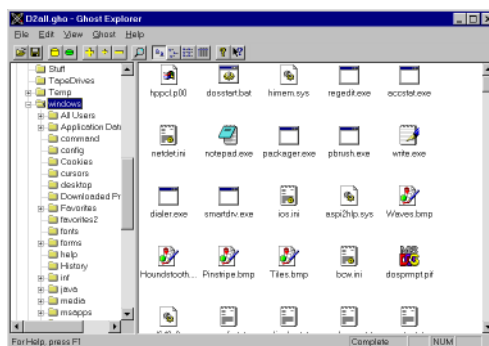 D2all.gho - Ghost Explorer
File Edit View Ghost Help
Stuff
TapeDrives
Temp
windows
All Users
Application Data
command
config
Cookies
cursors
desktop
Downloaded Pr
Favorites
favorites2
fonts
forms
help
History
inf
java
media
msapps
hppcl.p00 dosstart.bat himem.sys regedit.exe accstat.exe
netdet.ini notepad.exe packager.exe pbrush.exe write.exe
dialer.exe smartdrv.exe ios.ini aspi2hlp.sys Waves.bmp
Houndstooth... Pinstripe.bmp Tiles.bmp bcw.ini dosprmpt.pif
For Help, press F1 Complete NUM